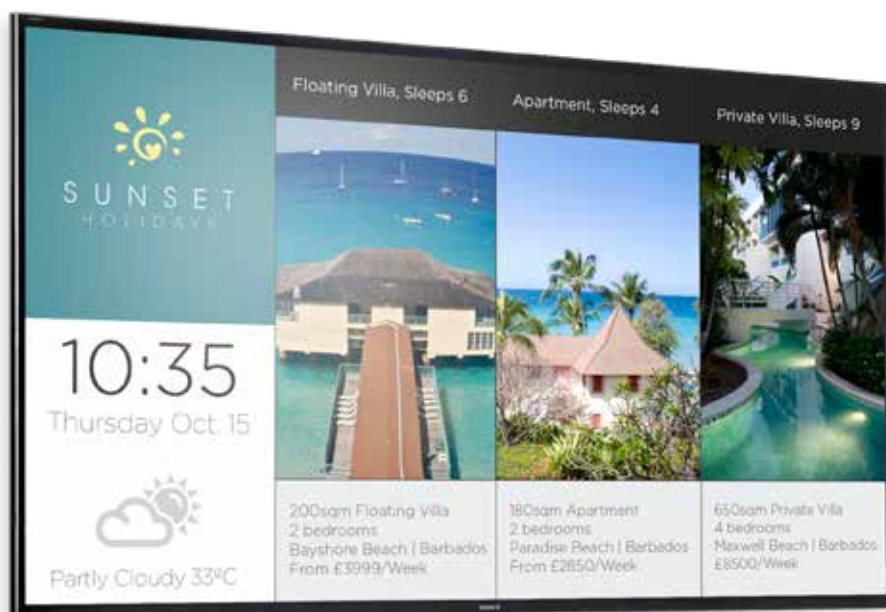 SUNSET
HOLIDAYS
10:35
Thursday Oct. 15
Partly Cloudy 33ºC
Floating Villa, Sleeps 6
200sqm Floating Villa
2 bedrooms
Bayshore Beach | Barbados
From £3999/Week
Apartment, Sleeps 4
180sqm Apartment
2 bedrooms
Paradise Beach | Barbados
From £2850/Week
Private Villa, Sleeps 9
650sqm Private Villa
4 bedrooms
Maxwell Beach | Barbados
£8500/Week